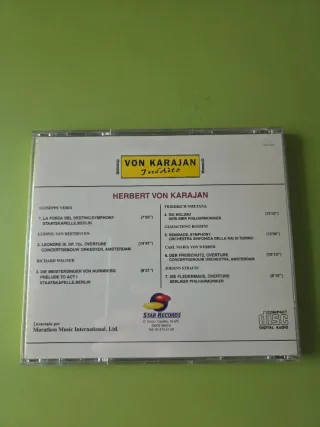 VON KARAJAN
Inédito
HERBERT VON KARAJAN
GIUSEPPE VERDI
1. LA FORZA DEL DESTINO, SYMPHONY
STAATSKAPELLE, BERLIN
LUDWIG VAN BEETHOVEN
2. LEONORE III, OP. 72, OVERTURE
CONCERTGEBOUW ORKESTER, AMSTERDAM
RICHARD WAGNER
3. DIE MEISTERSINGER VON NURNBERG
PRELUDE TO ACT I
STAATSKAPELLE, BERLIN
FRIEDRICH SMETANA
4. DIE MOLDAU
BERLINER PHILHARMONIKER
GIOACCHINO ROSSINI
5. SEMIRAMIS, SYMPHONY
ORCHESTRA SINFONICA DELLA RAI DI TORINO
CARL MARIA VON WEBER
6. DER FREISCHUTZ, OVERTURE
CONCERTGEBOUW ORCHESTER, AMSTERDAM
JOHANN STRAUSS
7. DIE FLEDERMAUS, OVERTURE
BERLINER PHILHARMONIKER
Licenciado por
Marathon Music International, Ltd.
STAR RECORDS
COMPACT
disc
DIGITAL AUDIO